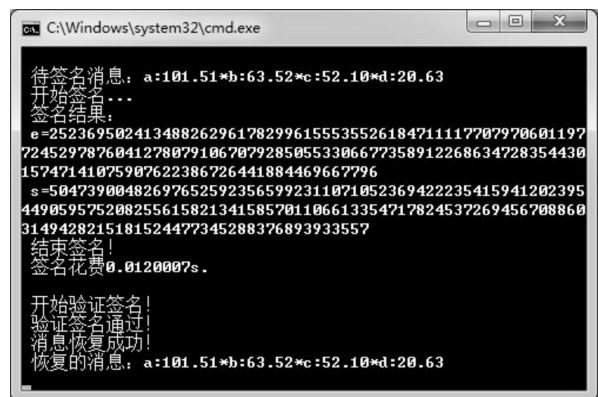 C:\Windows\system32\cmd.exe
待签名消息：a:101.51*b:63.52*c:52.10*d:20.63
开始签名...
签名结果：
e=252369502413488262961782996155535526184711117707970601197
724529787604127807910670792850553306677358912268634728354430
1574714107590762238672644188446966779​6
s=504739004826976525923565992311071052369422235415941202395
449059575208255615821341585701106613354717824537269456708860
3149428215181524477345288376893933557
结束签名！
签名花费0.0120007s.
开始验证签名！
验证签名通过！
消息恢复成功！
恢复的消息：a:101.51*b:63.52*c:52.10*d:20.63